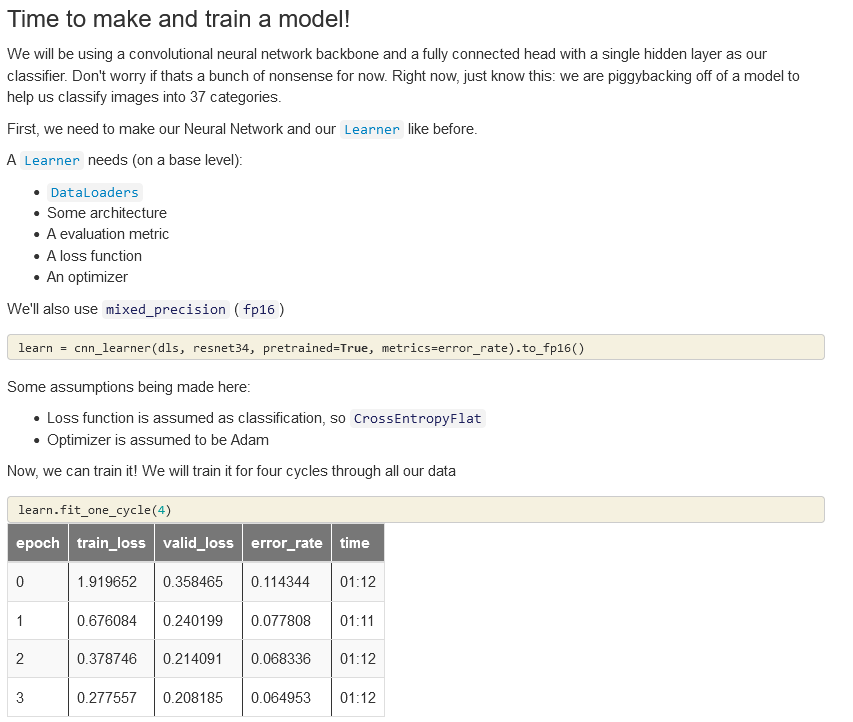 Time to make and train a model!
We will be using a convolutional neural network backbone and a fully connected head with a single hidden layer as our
classifier. Don't worry if thats a bunch of nonsense for now. Right now, just know this: we are piggybacking off of a model to
help us classify images into 37 categories.
First, we need to make our Neural Network and our Learner like before.
A Learner needs (on a base level):
• DataLoaders
• Some architecture
• A evaluation metric
• A loss function
• An optimizer
We'll also use mixed_precision ( fp16 )
learn = cnn_learner(dls, resnet34, pretrained=True, metrics=error_rate).to_fp16()
Some assumptions being made here:
• Loss function is assumed as classification, so CrossEntropyFlat
• Optimizer is assumed to be Adam
Now, we can train it! We will train it for four cycles through all our data
learn.fit_one_cycle(4)
epoch train_loss valid_loss error_rate time
0 1.919652 0.358465 0.114344 01:12
1 0.676084 0.240199 0.077808 01:11
2 0.378746 0.214091 0.068336 01:12
3 0.277557 0.208185 0.064953 01:12